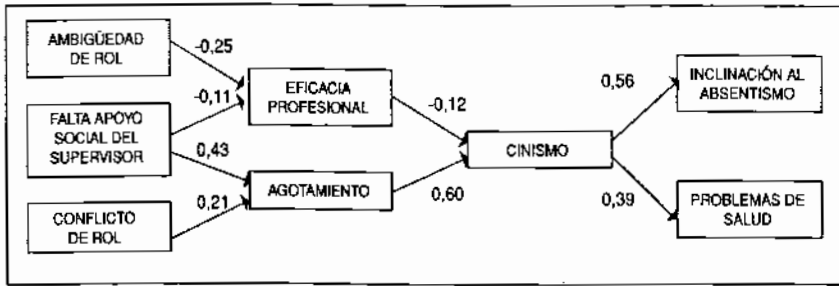 AMBIGÜEDAD
DE ROL
-0,25
FALTA APOYO
SOCIAL DEL
SUPERVISOR
-0,11
0,43
CONFLICTO
DE ROL
0,21
EFICACIA
PROFESIONAL
-0,12
AGOTAMIENTO
0,60
CINISMO
0,56
0,39
INCLINACIÓN AL
ABSENTISMO
PROBLEMAS DE
SALUD